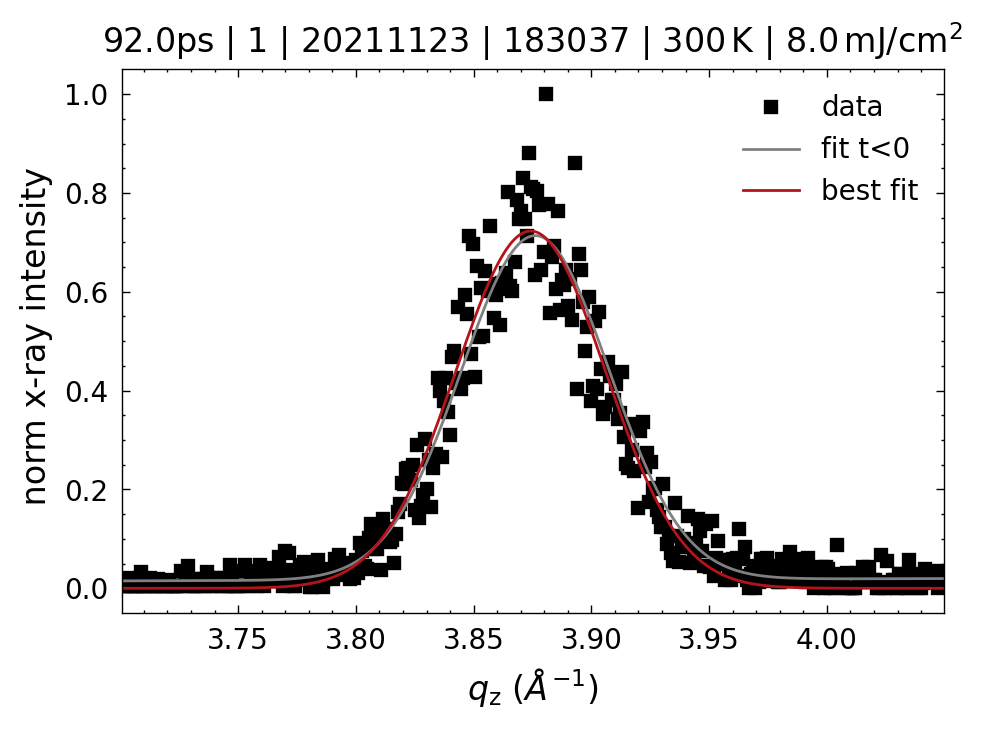 92.0ps | 1 | 20211123 | 183037 | 300 K | 8.0 mJ/cm²
1.0
0.8
0.6
0.4
0.2
0.0
norm x-ray intensity
data
fit t<0
best fit
3.75 3.80 3.85 3.90 3.95 4.00
q_z (Å⁻¹)